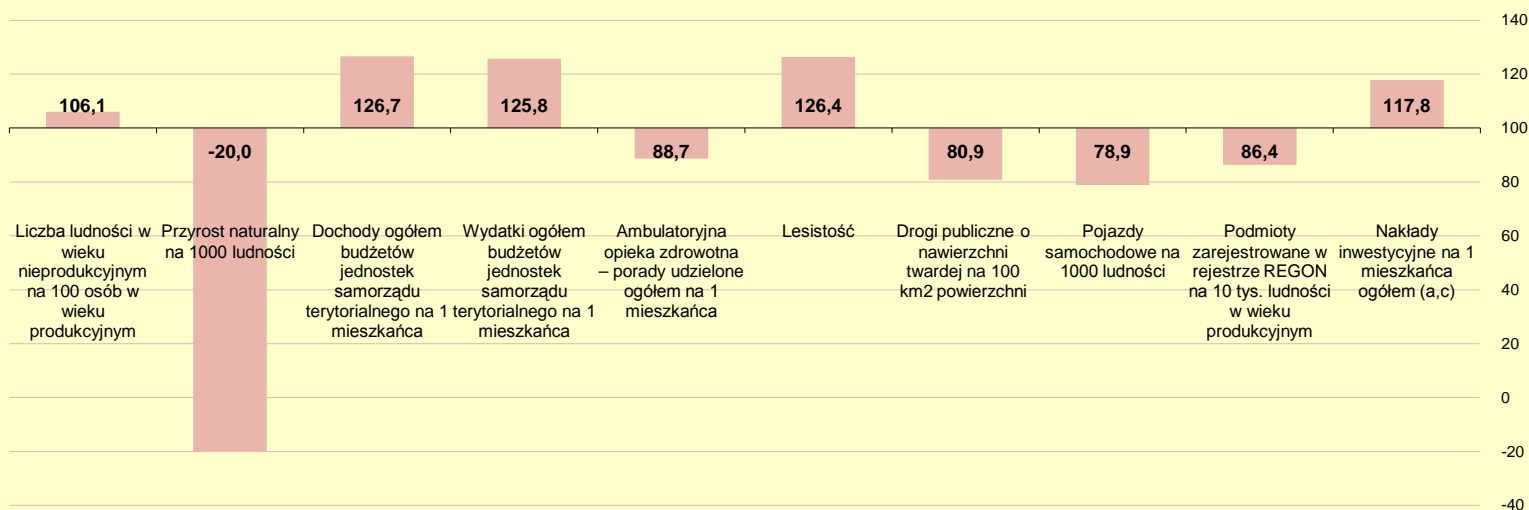 140
120
100
80
60
40
20
0
-20
-40
106,1
-20,0
126,7
125,8
88,7
126,4
80,9
78,9
86,4
117,8
Liczba ludności w
wieku
nieprodukcyjnym
na 100 osób w
wieku
produkcyjnym
Przyrost naturalny
na 1000 ludności
Dochody ogółem
budżetów
jednostek
samorządu
terytorialnego na 1
mieszkańca
Wydatki ogółem
budżetów
jednostek
samorządu
terytorialnego na 1
mieszkańca
Ambulatoryjna
opieka zdrowotna
– porady udzielone
ogółem na 1
mieszkańca
Lesistość
Drogi publiczne o
nawierzchni
twardej na 100
km2 powierzchni
Pojazdy
samochodowe na
1000 ludności
Podmioty
zarejestrowane w
rejestrze REGON
na 10 tys. ludności
w wieku
produkcyjnym
Nakłady
inwestycyjne na 1
mieszkańca
ogółem (a,c)